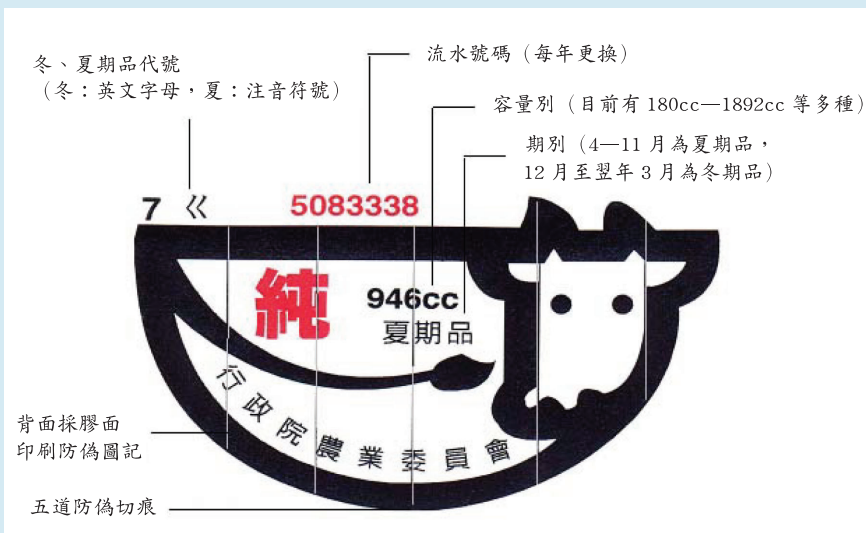 冬、夏期品代號
（冬：英文字母，夏：注音符號）
流水號碼（每年更換）
容量別（目前有 180cc—1892cc 等多種）
期別（4—11 月為夏期品，
12 月至翌年 3 月為冬期品）
7 ㄍ 5083338
純
946cc
夏期品
行政院農業委員會
背面採膠面
印刷防偽圖記
五道防偽切痕